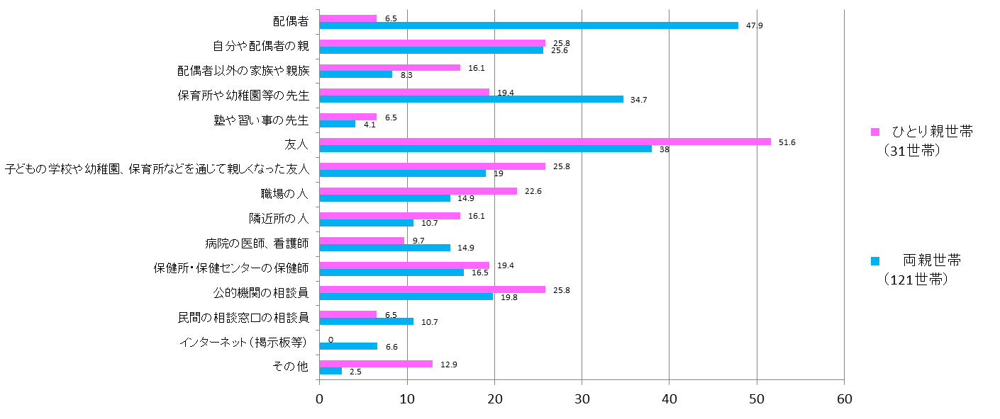 配偶者
6.5
47.9
自分や配偶者の親
25.8
25.6
配偶者以外の家族や親族
16.1
8.3
保育所や幼稚園等の先生
19.4
34.7
塾や習い事の先生
6.5
4.1
友人
51.6
38
子どもの学校や幼稚園、保育所などを通じて親しくなった友人
25.8
19
職場の人
22.6
14.9
隣近所の人
16.1
10.7
病院の医師、看護師
9.7
14.9
保健所・保健センターの保健師
19.4
16.5
公的機関の相談員
25.8
19.8
民間の相談窓口の相談員
6.5
10.7
インターネット（掲示板等）
0
6.6
その他
12.9
2.5
0 10 20 30 40 50 60
ひとり親世帯
（31世帯）
両親世帯
（121世帯）